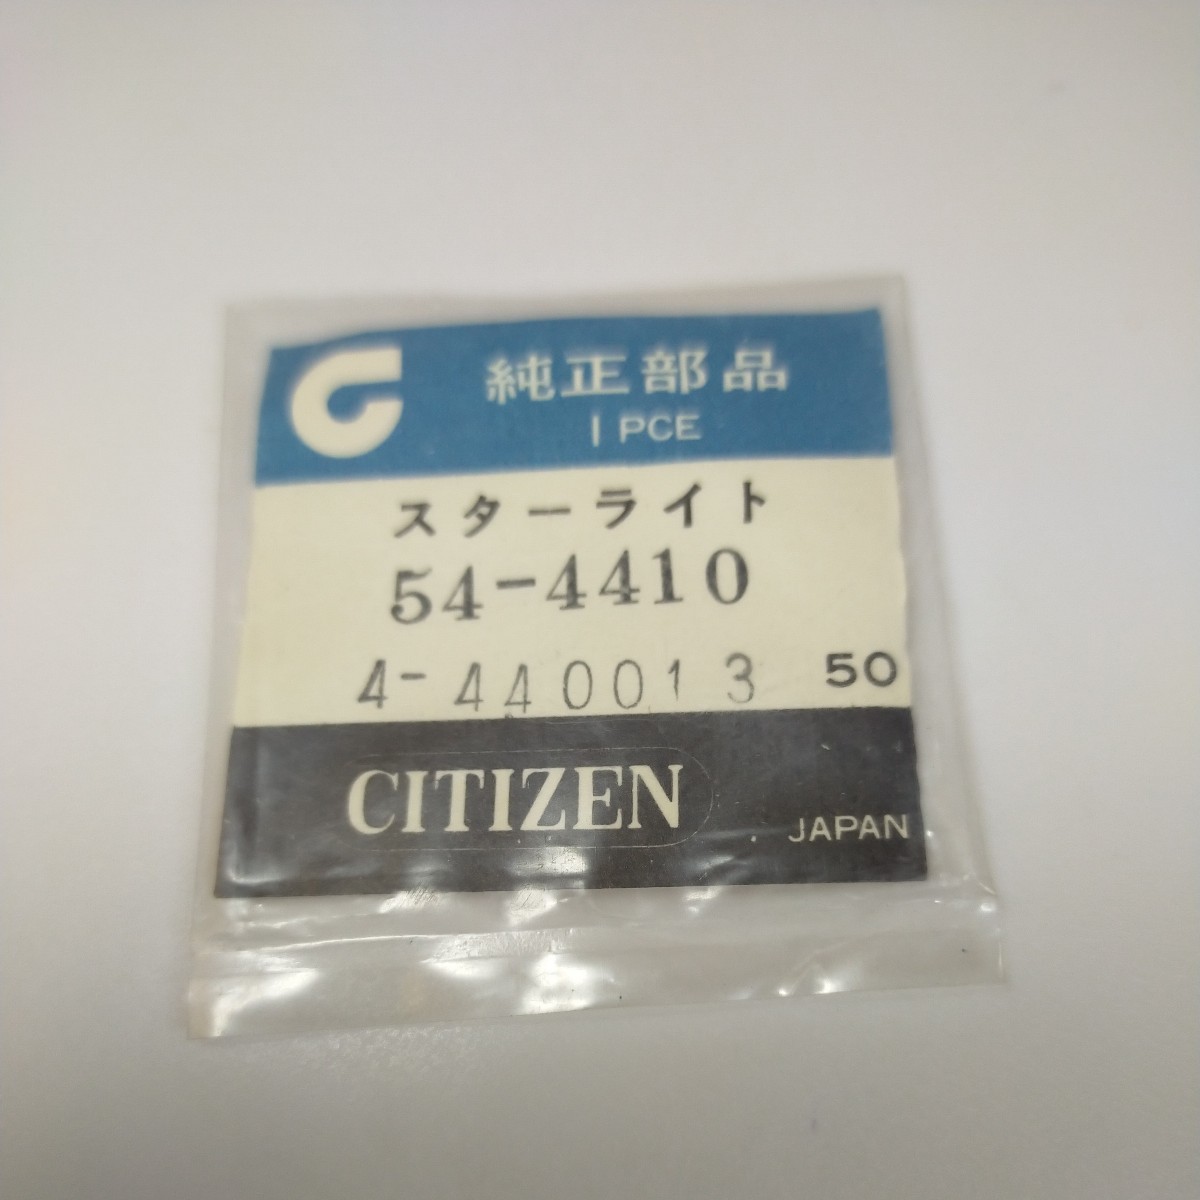 純正部品
1 PCE
スターライト
54-4410
4-440013 50
CITIZEN
JAPAN